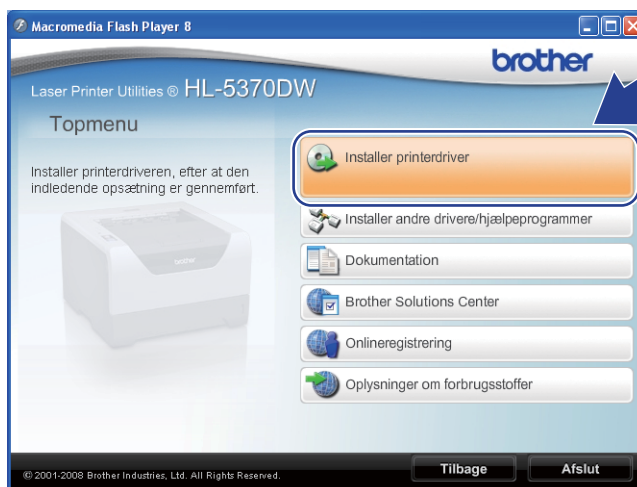 Macromedia Flash Player 8
brother
Laser Printer Utilities ® HL-5370DW
Topmenu
Installer printerdriveren, efter at den
indledende opsætning er gennemført.
brother
Installer printerdriver
Installer andre drivere/hjælpeprogrammer
Dokumentation
Brother Solutions Center
Onlineregistrering
Oplysninger om forbrugsstoffer
© 2001-2008 Brother Industries, Ltd. All Rights Reserved.
Tilbage
Afslut